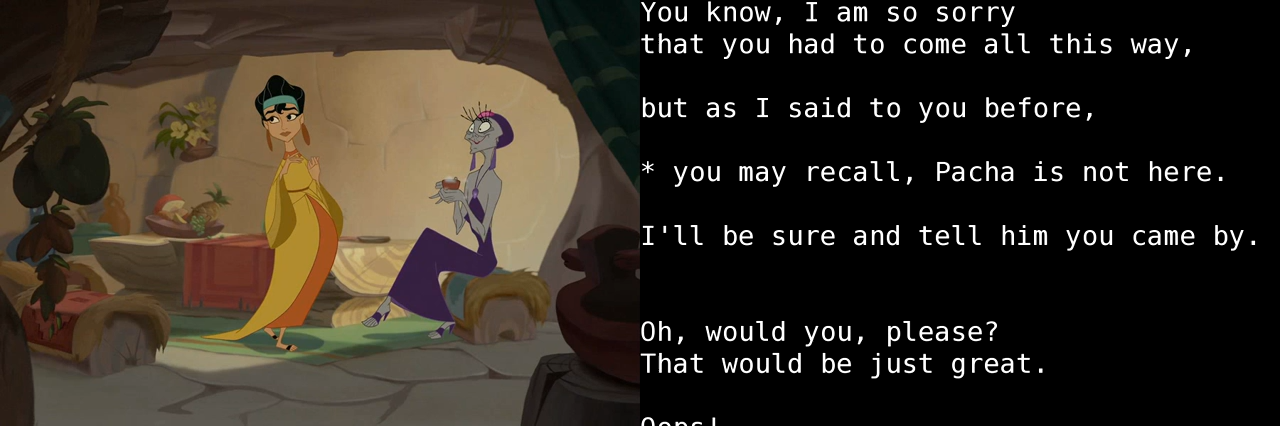 You know, I am so sorry
that you had to come all this way,
but as I said to you before,
* you may recall, Pacha is not here.
I'll be sure and tell him you came by.
Oh, would you, please?
That would be just great.
Oops!